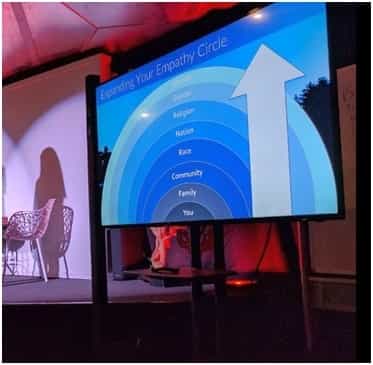 Expanding Your Empathy Circle
Religion
Nation
Race
Community
Family
You